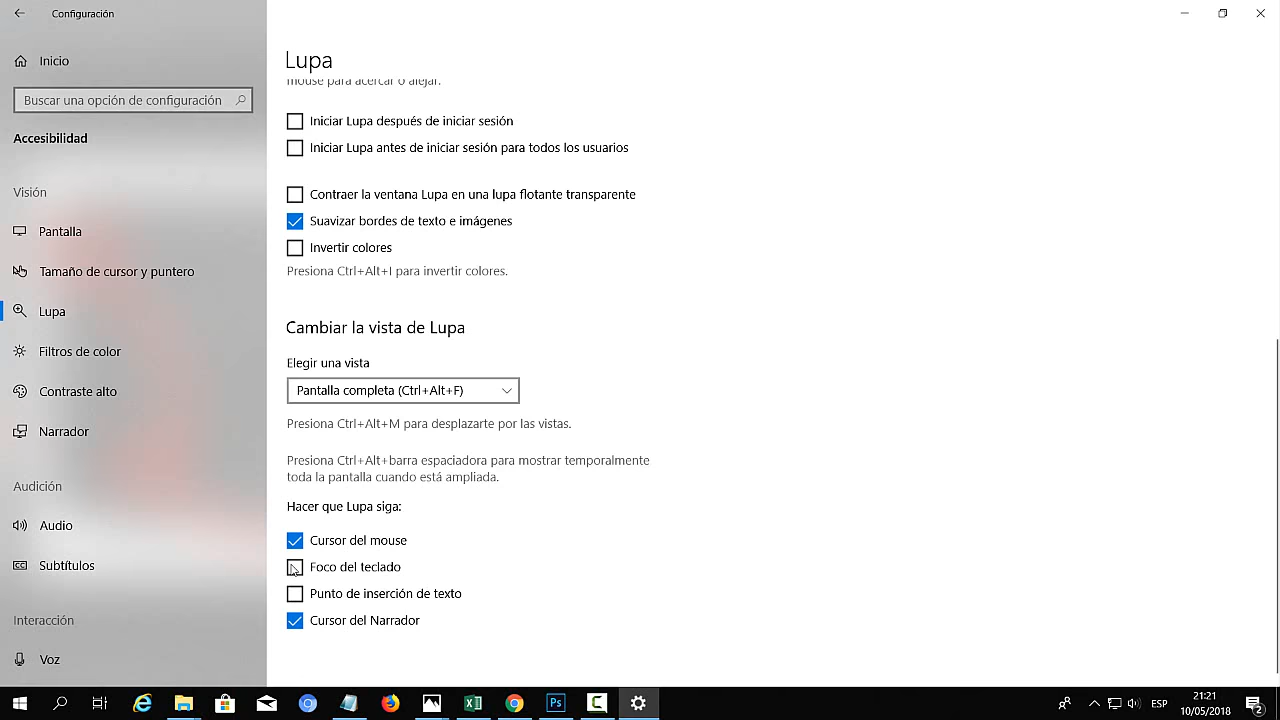 Configuración
Inicio
Buscar una opción de configuración
Accesibilidad
Visión
Pantalla
Tamaño de cursor y puntero
Lupa
Filtros de color
Contraste alto
Narrador
Audición
Audio
Subtítulos
Interacción
Voz
Lupa
mouse para acercar o alejar.
Iniciar Lupa después de iniciar sesión
Iniciar Lupa antes de iniciar sesión para todos los usuarios
Contraer la ventana Lupa en una lupa flotante transparente
Suavizar bordes de texto e imágenes
Invertir colores
Presiona Ctrl+Alt+I para invertir colores.
Cambiar la vista de Lupa
Elegir una vista
Pantalla completa (Ctrl+Alt+F)
Presiona Ctrl+Alt+M para desplazarte por las vistas.
Presiona Ctrl+Alt+barra espaciadora para mostrar temporalmente
toda la pantalla cuando está ampliada.
Hacer que Lupa siga:
Cursor del mouse
Foco del teclado
Punto de inserción de texto
Cursor del Narrador
Ps
ESP
21:21
10/05/2018
2